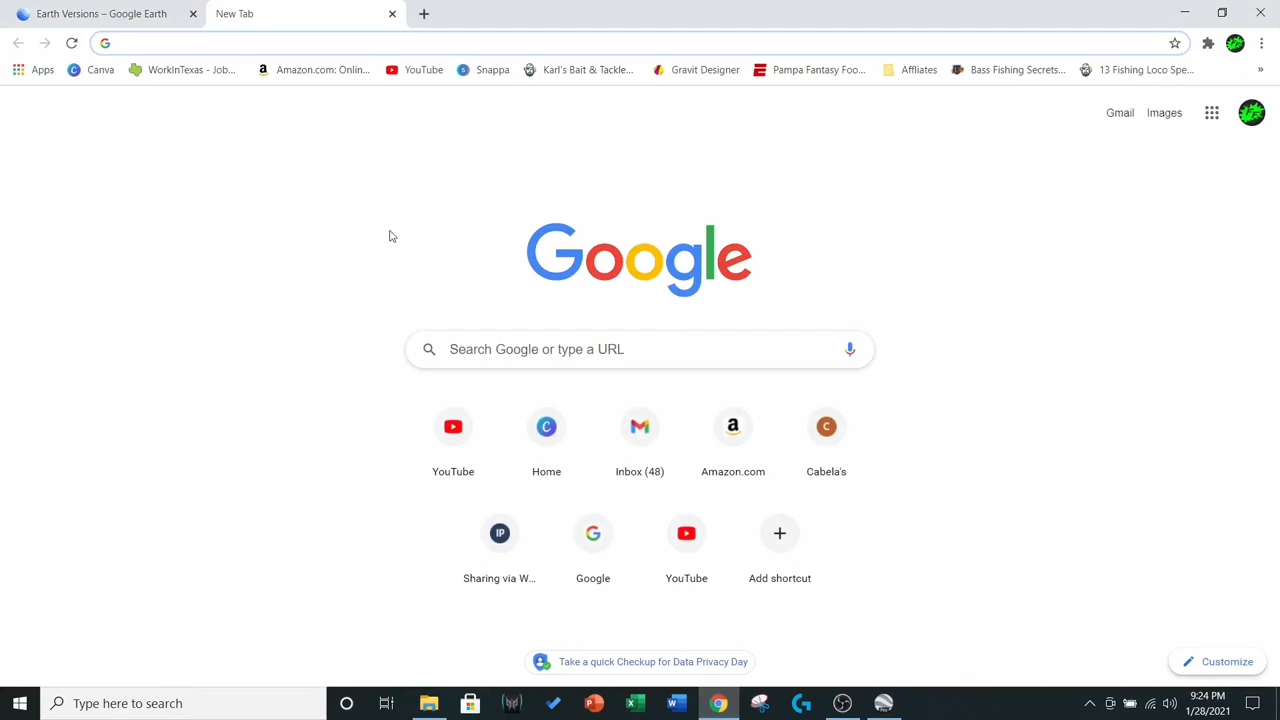 Earth Versions – Google Earth
New Tab
Apps
Canva
WorkInTexas - Job...
Amazon.com: Onlin...
YouTube
Snappa
Karl's Bait & Tackle...
Gravit Designer
Pampa Fantasy Foo...
Affliates
Bass Fishing Secrets...
13 Fishing Loco Spe...
»
Gmail
Images
Google
Search Google or type a URL
YouTube
Home
Inbox (48)
Amazon.com
Cabela's
Sharing via W...
Google
YouTube
Add shortcut
Take a quick Checkup for Data Privacy Day
Customize
Type here to search
9:24 PM
1/28/2021